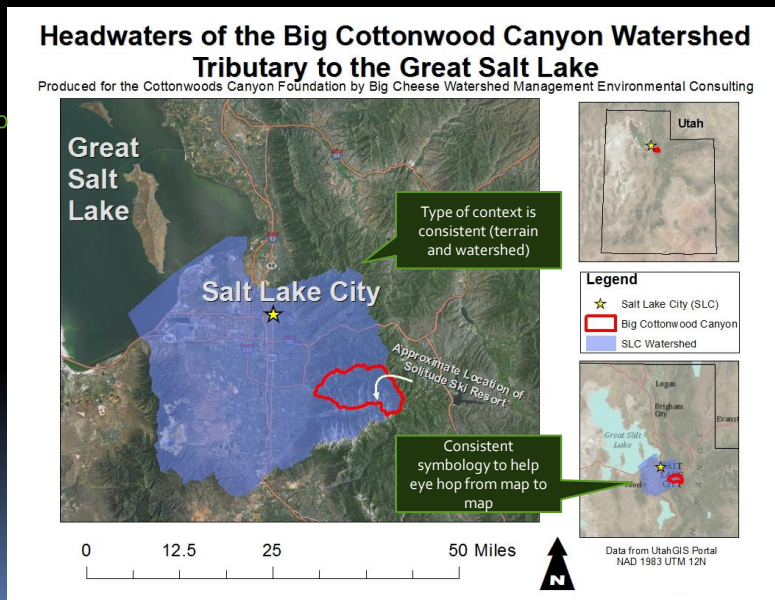 Headwaters of the Big Cottonwood Canyon Watershed
Tributary to the Great Salt Lake
Produced for the Cottonwoods Canyon Foundation by Big Cheese Watershed Management Environmental Consulting
Great
Salt
Lake
Salt Lake City
Type of context is
consistent (terrain
and watershed)
Approximate Location of
Solitude Ski Resort
Consistent
symbology to help
eye hop from map to
map
Utah
Legend
Salt Lake City (SLC)
Big Cottonwood Canyon
SLC Watershed
Logan
Brigham
City
Evanst
Great Salt
Lake
0 12.5 25 50 Miles
N
Data from UtahGIS Portal
NAD 1983 UTM 12N